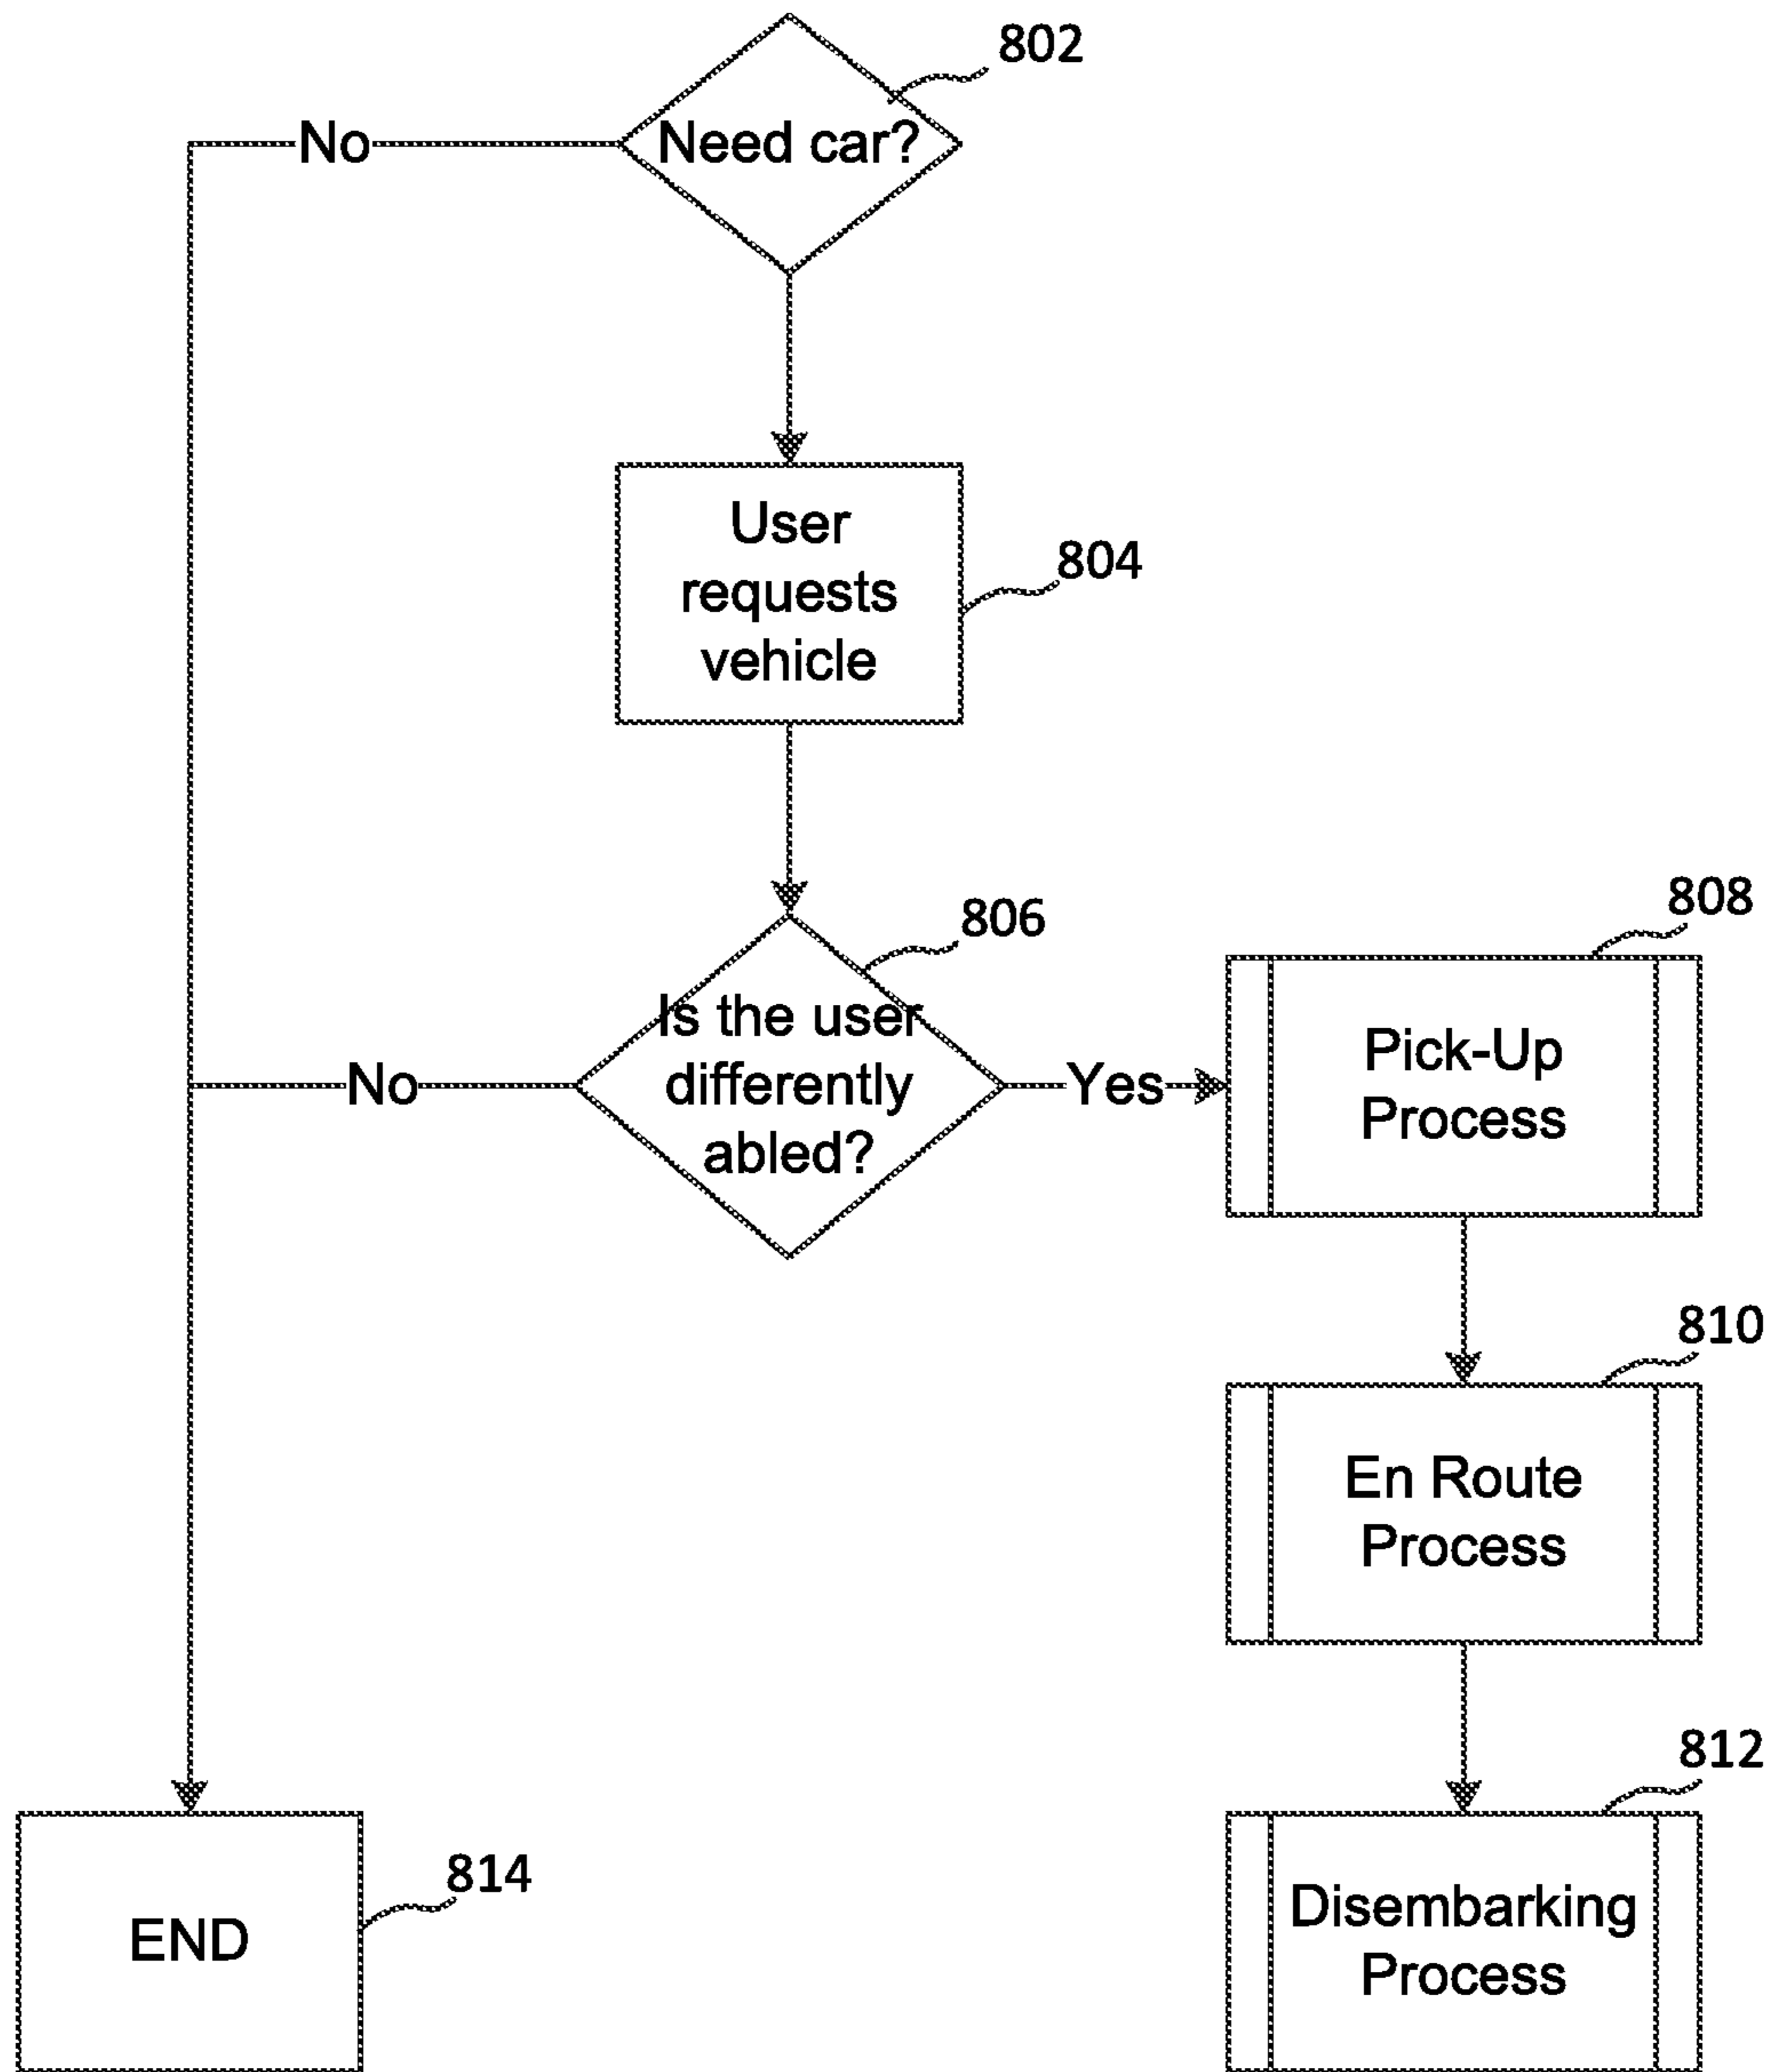 802
No
Need car?
User
requests
vehicle
804
806
808
Is the user
differently
abled?
No
Yes
Pick-Up
Process
810
En Route
Process
812
814
END
Disembarking
Process